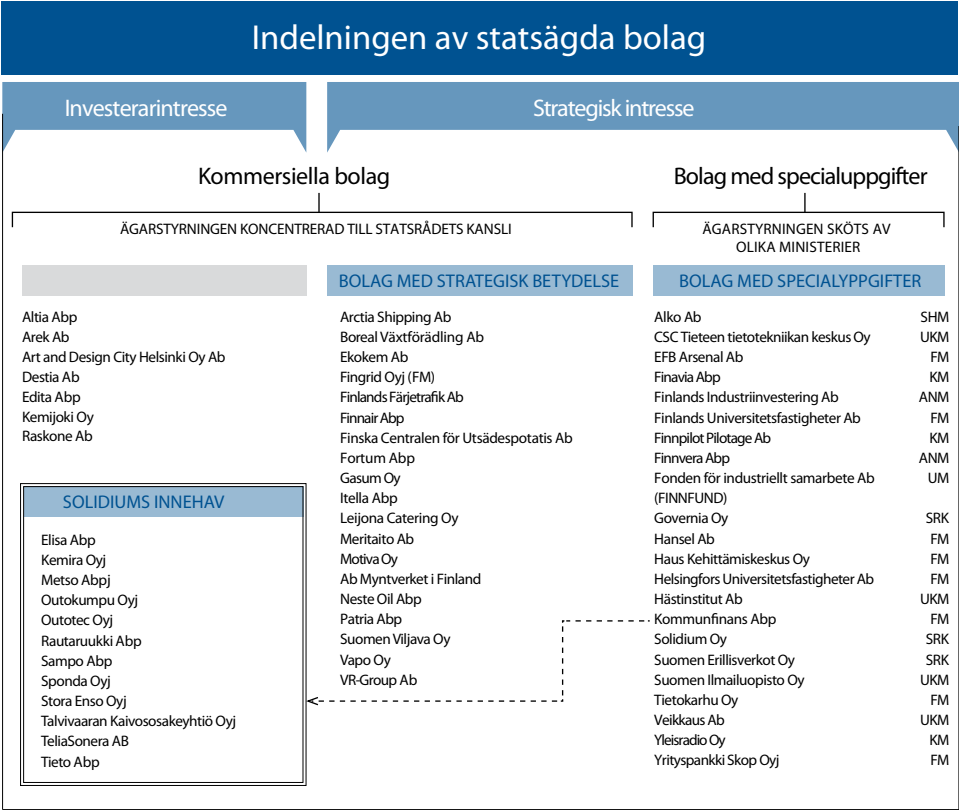 Indelningen av statsägda bolag
Investerarintresse
Strategisk intresse
Kommersiella bolag
Bolag med specialuppgifter
ÄGARSTYRNINGEN KONCENTRERAD TILL STATSRÅDETS KANSLI
ÄGARSTYRNINGEN SKÖTS AV
OLIKA MINISTERIER
Altia Abp
Arek Ab
Art and Design City Helsinki Oy Ab
Destia Ab
Edita Abp
Kemijoki Oy
Raskone Ab
SOLIDIUMS INNEHAV
Elisa Abp
Kemira Oyj
Metso Abpj
Outokumpu Oyj
Outotec Oyj
Rautaruukki Abp
Sampo Abp
Sponda Oyj
Stora Enso Oyj
Talvivaaran Kaivososakeyhtiö Oyj
TeliaSonera AB
Tieto Abp
BOLAG MED STRATEGISK BETYDELSE
Arctia Shipping Ab
Boreal Växtförädling Ab
Ekokem Ab
Fingrid Oyj (FM)
Finlands Färjetrafik Ab
Finnair Abp
Finska Centralen för Utsädespotatis Ab
Fortum Abp
Gasum Oy
Itella Abp
Leijona Catering Oy
Meritaito Ab
Motiva Oy
Ab Myntverket i Finland
Neste Oil Abp
Patria Abp
Suomen Viljava Oy
Vapo Oy
VR-Group Ab
BOLAG MED SPECIALYPPGIFTER
Alko Ab SHM
CSC Tieteen tietotekniikan keskus Oy UKM
EFB Arsenal Ab FM
Finavia Abp KM
Finlands Industriinvestering Ab ANM
Finlands Universitetsfastigheter Ab FM
Finnpilot Pilotage Ab KM
Finnvera Abp ANM
Fonden för industriellt samarbete Ab UM
(FINNFUND)
Governia Oy SRK
Hansel Ab FM
Haus Kehittämiskeskus Oy FM
Helsingfors Universitetsfastigheter Ab FM
Hästinstitut Ab UKM
Kommunfinans Abp FM
Solidium Oy SRK
Suomen Erillisverkot Oy SRK
Suomen Ilmailuopisto Oy UKM
Tietokarhu Oy FM
Veikkaus Ab UKM
Yleisradio Oy KM
Yrityspankki Skop Oyj FM